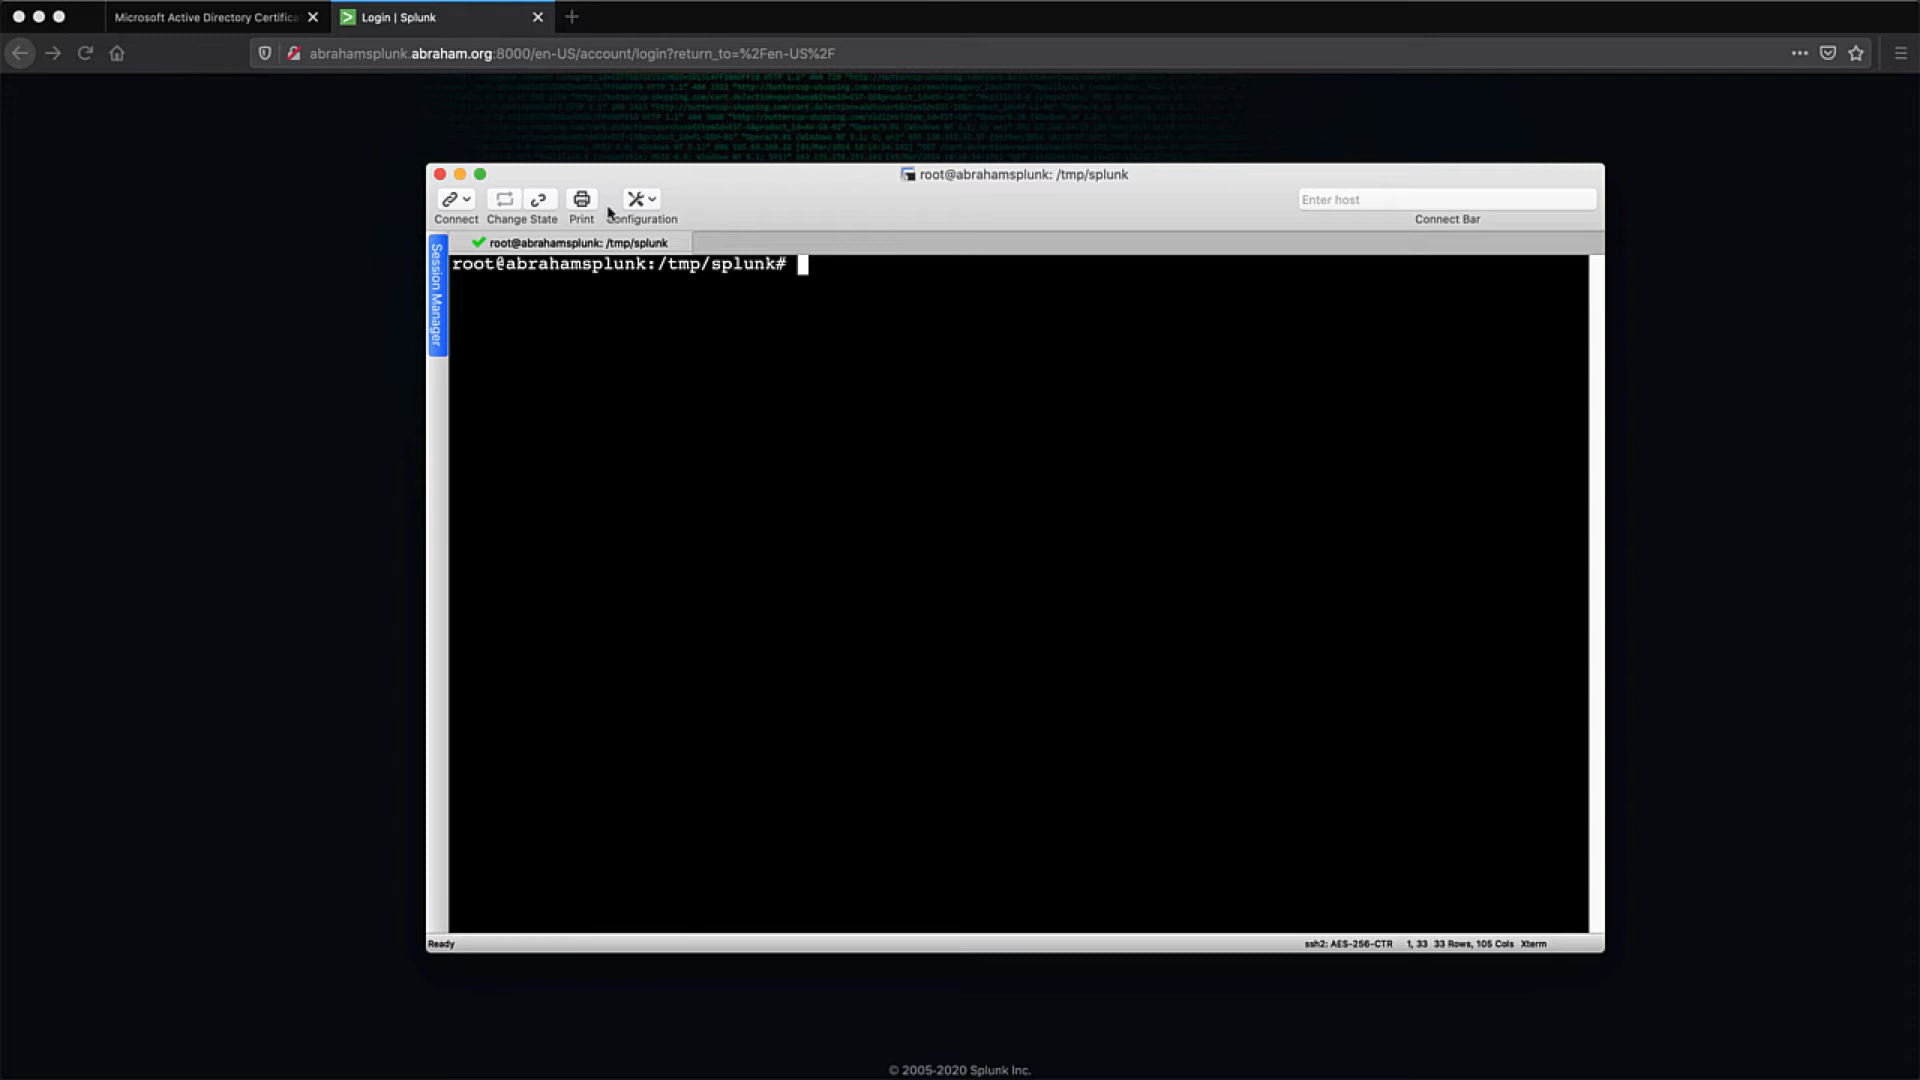 Microsoft Active Directory Certifica
Login | Splunk
abrahamsplunk.abraham.org:8000/en-US/account/login?return_to=%2Fen-US%2F
root@abrahamsplunk: /tmp/splunk
Connect
Change State
Print
Configuration
Enter host
Connect Bar
root@abrahamsplunk: /tmp/splunk
Session Manager
root@abrahamsplunk:/tmp/splunk#
Ready
ssh2: AES-256-CTR 1, 33 33 Rows, 105 Cols Xterm
© 2005-2020 Splunk Inc.